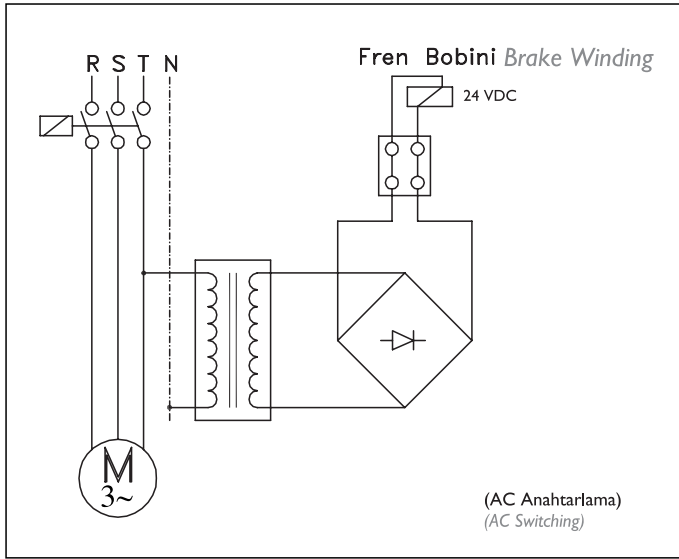 Fren Bobini Brake Winding
R S T N
24 VDC
M
3~
(AC Anahtarlama)
(AC Switching)